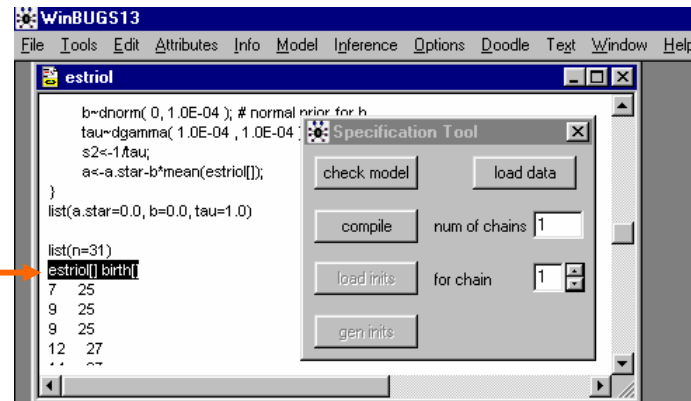 WinBUGS13
File Tools Edit Attributes Info Model Inference Options Doodle Text Window Help
estriol
b~dnorm( 0, 1.0E-04 ); # normal prior for b
tau~dgamma( 1.0E-04 , 1.0E-04 )
s2<-1/tau;
a<-a.star-b*mean(estriol[]);
}
list(a.star=0.0, b=0.0, tau=1.0)
list(n=31)
estriol[] birth[]
7 25
9 25
9 25
12 27
Specification Tool
check model load data
compile num of chains 1
load inits for chain 1
gen inits